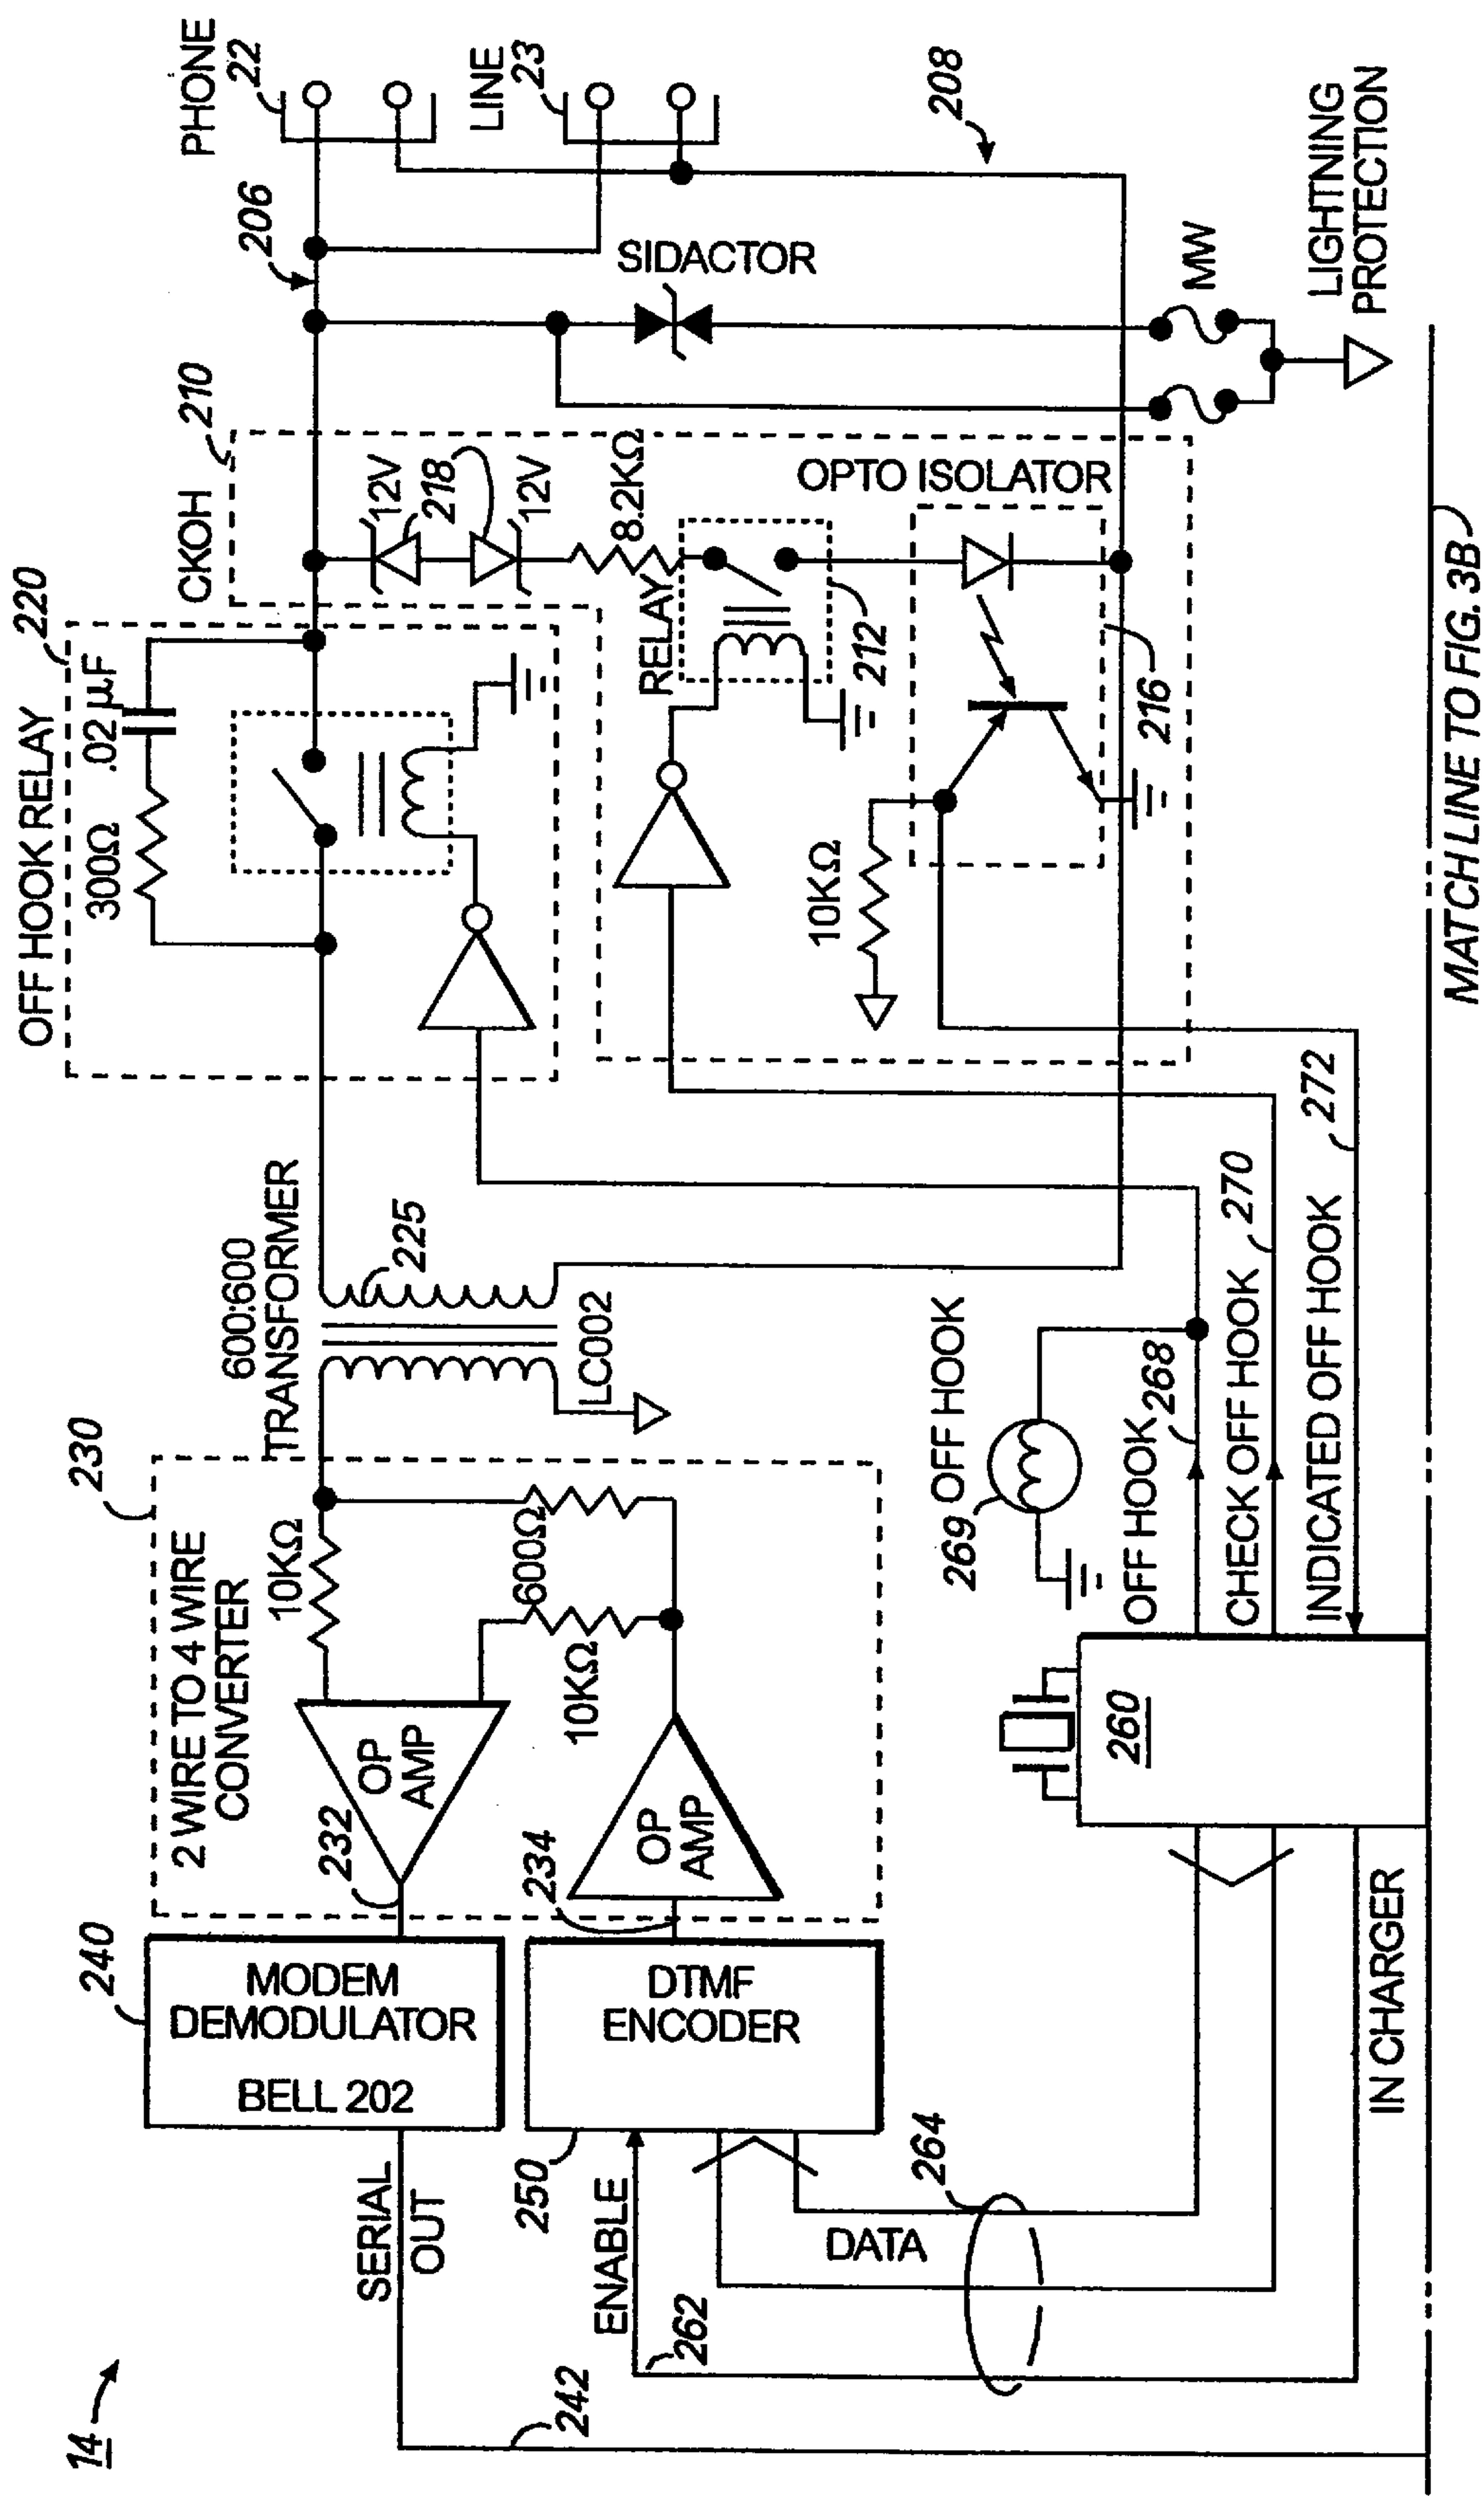 14
SERIAL
OUT
242
240
MODEM
DEMODULATOR
BELL 202
250
DTMF
ENCODER
ENABLE
262
DATA
264
IN CHARGER
230
2 WIRE TO 4 WIRE
CONVERTER
232
OP
AMP
234
OP
AMP
10KΩ
10KΩ
600Ω
600:600
TRANSFORMER
225
LC002
260
269
OFF HOOK
OFF HOOK
268
CHECK OFF HOOK
270
INDICATED OFF HOOK
272
220
OFF HOOK RELAY
300Ω
.02 µF
CKOH
210
12V
218
12V
8.2KΩ
RELAY
212
OPTO ISOLATOR
10KΩ
216
206
PHONE
22
LINE
23
208
SIDACTOR
MW
LIGHTNING
PROTECTION
MATCH LINE TO FIG. 3B